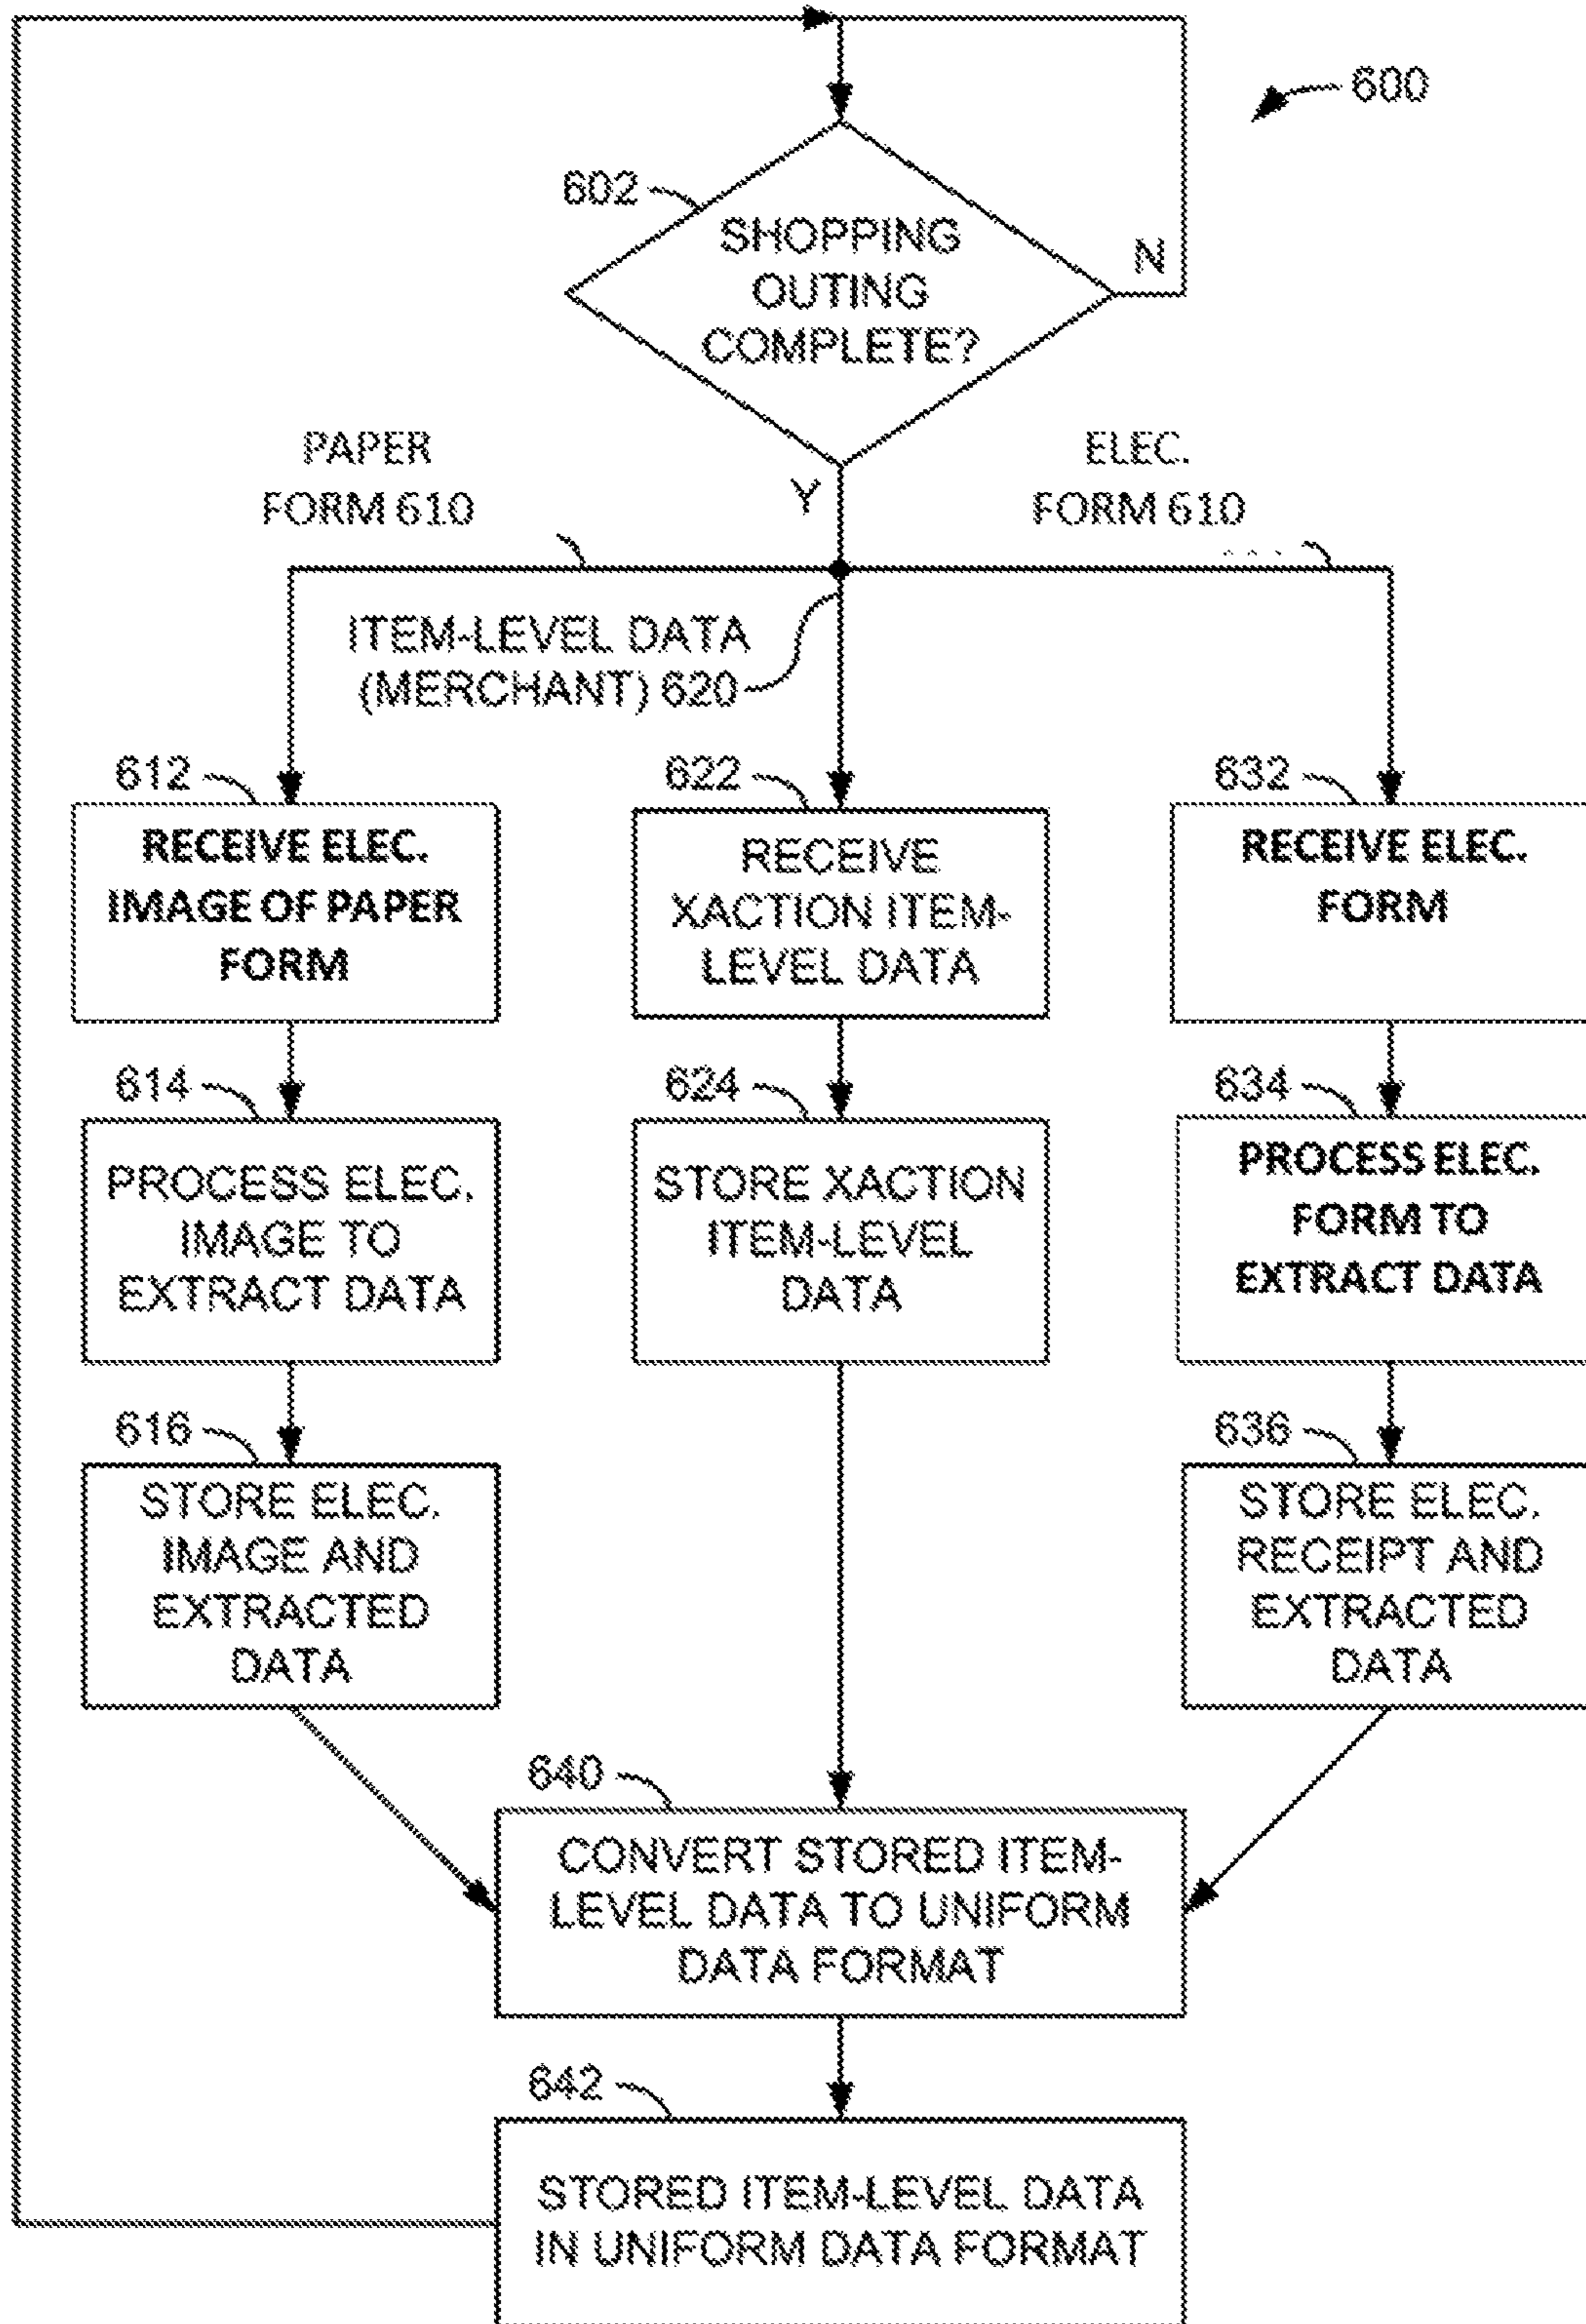 600
602
SHOPPING
OUTING
COMPLETE?
N
Y
PAPER
FORM 610
ELEC.
FORM 610
ITEM-LEVEL DATA
(MERCHANT) 620
612
RECEIVE ELEC.
IMAGE OF PAPER
FORM
622
RECEIVE
XACTION ITEM-
LEVEL DATA
632
RECEIVE ELEC.
FORM
614
PROCESS ELEC.
IMAGE TO
EXTRACT DATA
624
STORE XACTION
ITEM-LEVEL
DATA
634
PROCESS ELEC.
FORM TO
EXTRACT DATA
616
STORE ELEC.
IMAGE AND
EXTRACTED
DATA
636
STORE ELEC.
RECEIPT AND
EXTRACTED
DATA
640
CONVERT STORED ITEM-
LEVEL DATA TO UNIFORM
DATA FORMAT
642
STORED ITEM-LEVEL DATA
IN UNIFORM DATA FORMAT